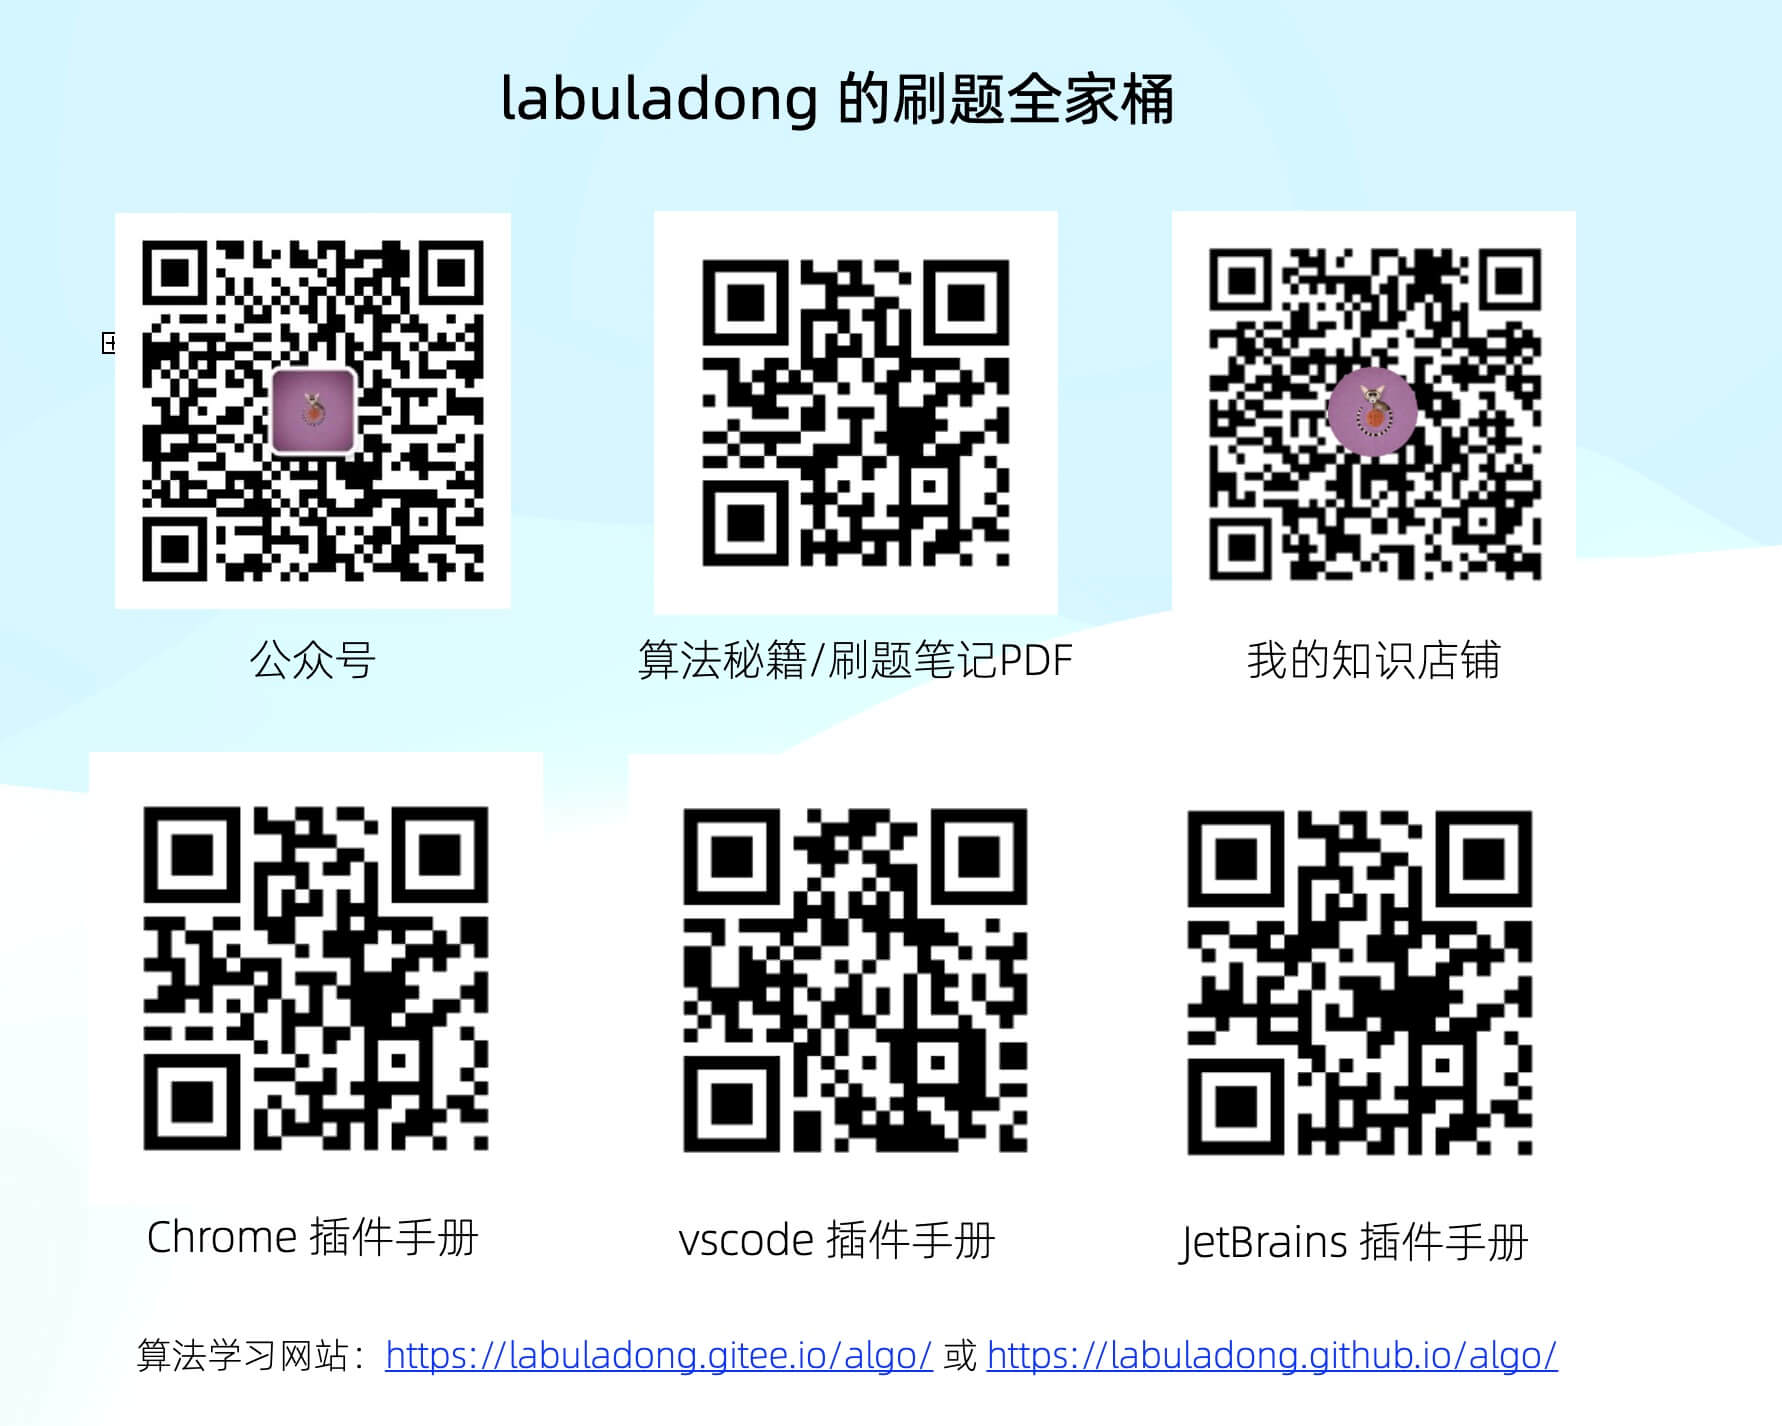 labuladong 的刷题全家桶
公众号
算法秘籍/刷题笔记PDF
我的知识店铺
Chrome 插件手册
vscode 插件手册
JetBrains 插件手册
算法学习网站：https://labuladong.gitee.io/algo/ 或 https://labuladong.github.io/algo/